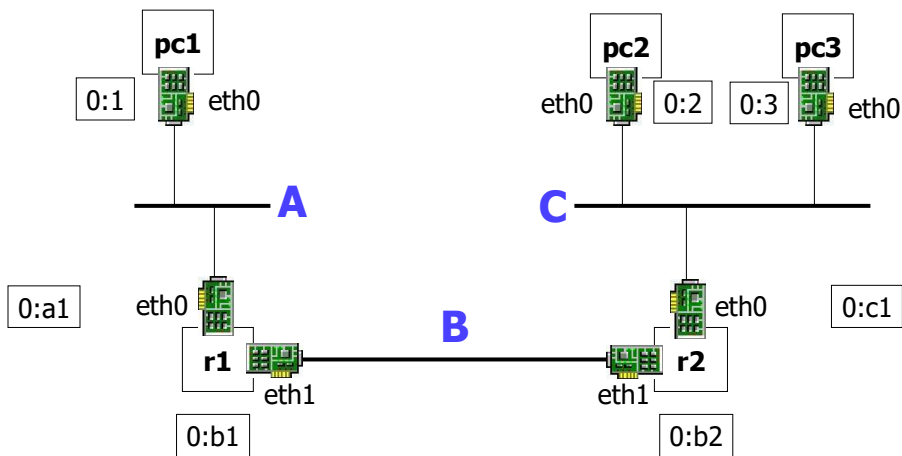 pc1
pc2
pc3
0:1
eth0
eth0
0:2
0:3
eth0
A
C
0:a1
eth0
eth0
0:c1
B
r1
r2
eth1
eth1
0:b1
0:b2